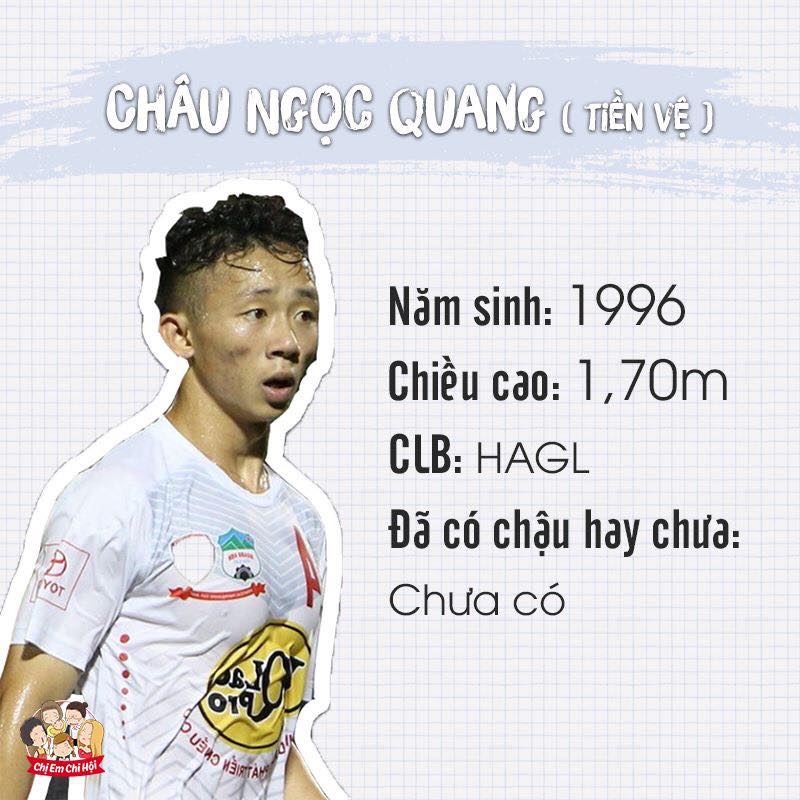 CHÂU NGỌC QUANG ( TIỀN VỆ )
Năm sinh: 1996
Chiều cao: 1,70m
CLB: HAGL
Đã có chậu hay chưa:
Chưa có
Chị Em Chi Hội